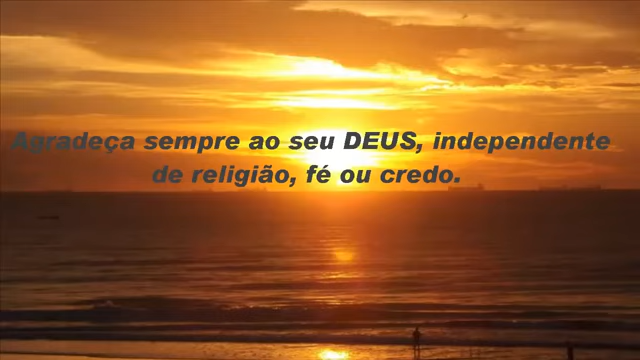 Agradeça sempre ao seu DEUS, independente
de religião, fé ou credo.